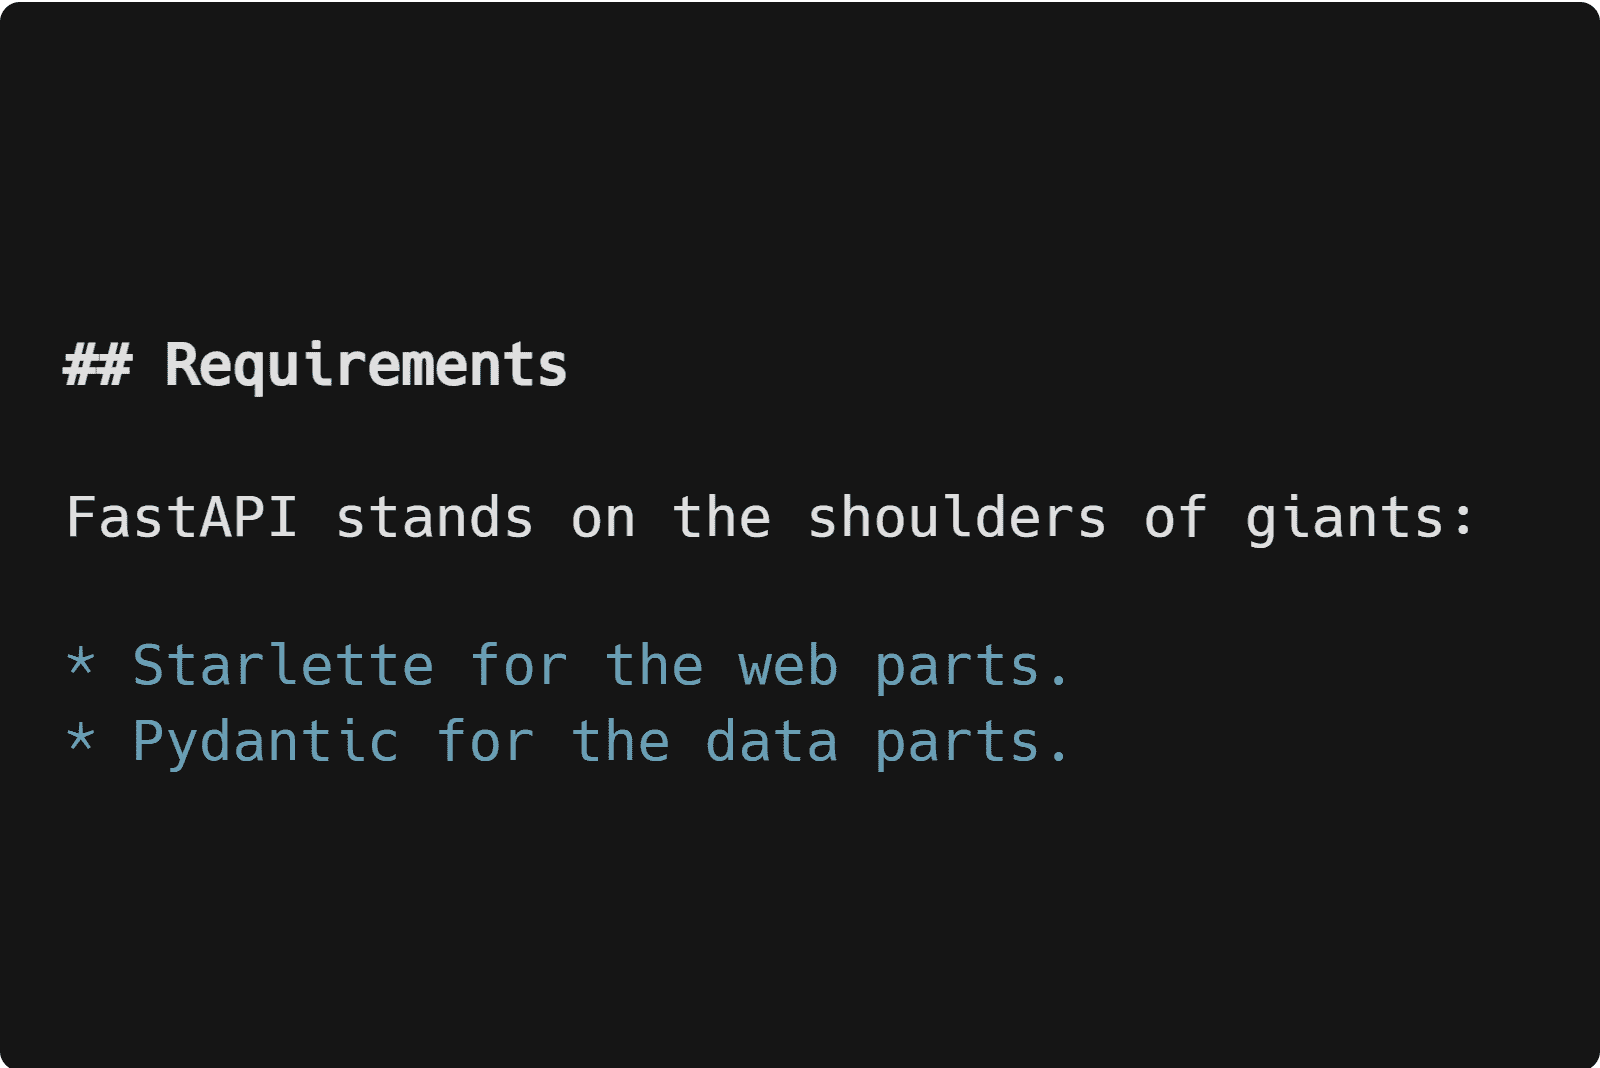 ## Requirements
FastAPI stands on the shoulders of giants:
* Starlette for the web parts.
* Pydantic for the data parts.